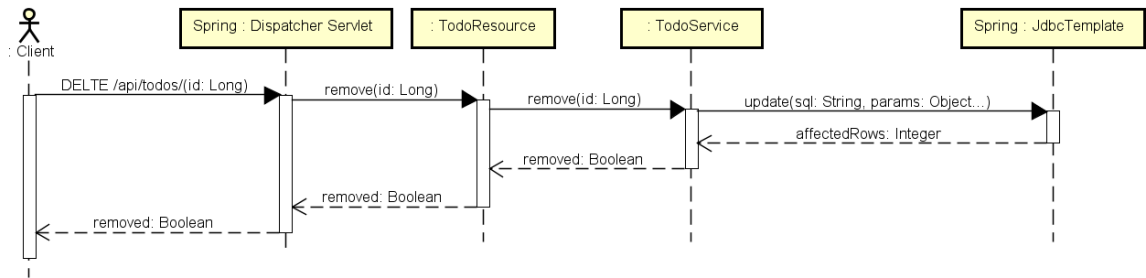 : Client
Spring : Dispatcher Servlet
: TodoResource
: TodoService
Spring : JdbcTemplate
DELTE /api/todos/(id: Long)
remove(id: Long)
remove(id: Long)
update(sql: String, params: Object...)
affectedRows: Integer
removed: Boolean
removed: Boolean
removed: Boolean